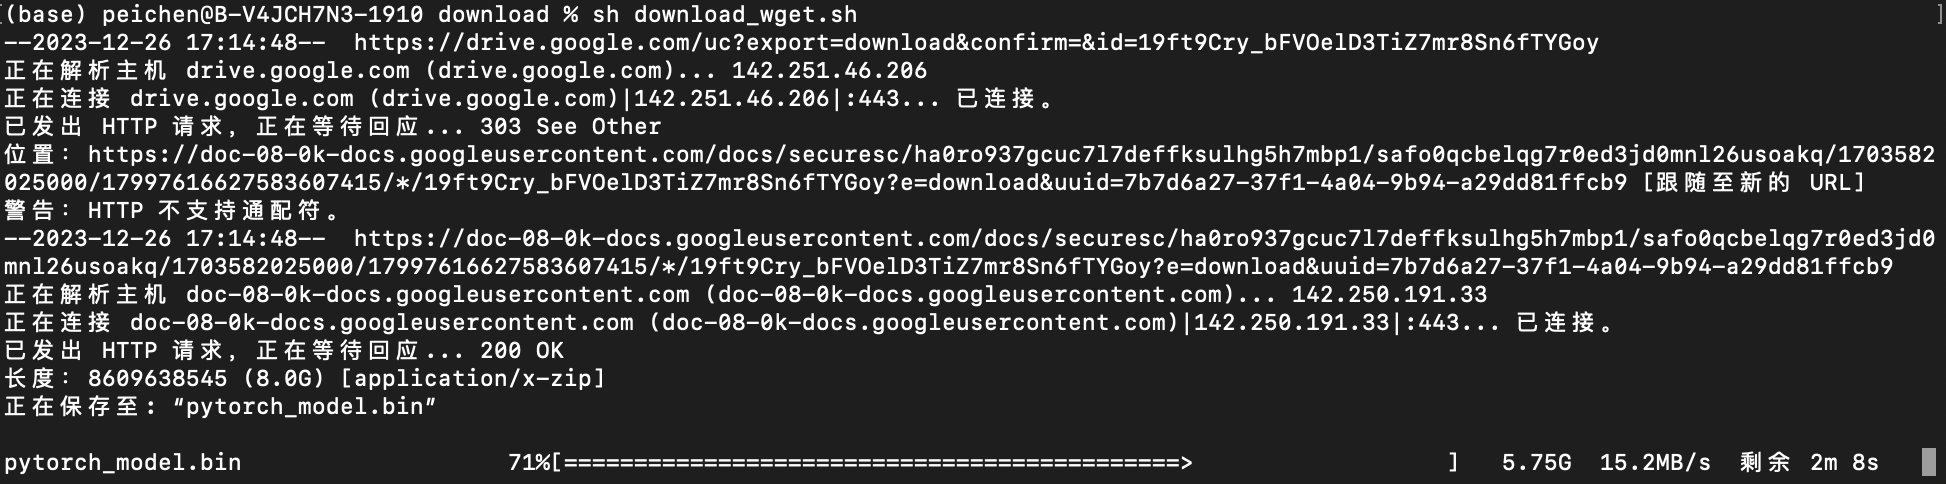 (base) peichen@B-V4JCH7N3-1910 download % sh download_wget.sh
--2023-12-26 17:14:48--  https://drive.google.com/uc?export=download&confirm=&id=19ft9Cry_bFVOelD3TiZ7mr8Sn6fTYGoy
正在解析主机 drive.google.com (drive.google.com)... 142.251.46.206
正在连接 drive.google.com (drive.google.com)|142.251.46.206|:443... 已连接。
已发出 HTTP 请求，正在等待回应... 303 See Other
位置：https://doc-08-0k-docs.googleusercontent.com/docs/securesc/ha0ro937gcuc7l7deffksulhg5h7mbp1/safo0qcbelqg7r0ed3jd0mnl26usoakq/1703582
025000/17997616627583607415/*/19ft9Cry_bFVOelD3TiZ7mr8Sn6fTYGoy?e=download&uuid=7b7d6a27-37f1-4a04-9b94-a29dd81ffcb9 [跟随至新的 URL]
警告：HTTP 不支持通配符。
--2023-12-26 17:14:48--  https://doc-08-0k-docs.googleusercontent.com/docs/securesc/ha0ro937gcuc7l7deffksulhg5h7mbp1/safo0qcbelqg7r0ed3jd0
mnl26usoakq/1703582025000/17997616627583607415/*/19ft9Cry_bFVOelD3TiZ7mr8Sn6fTYGoy?e=download&uuid=7b7d6a27-37f1-4a04-9b94-a29dd81ffcb9
正在解析主机 doc-08-0k-docs.googleusercontent.com (doc-08-0k-docs.googleusercontent.com)... 142.250.191.33
正在连接 doc-08-0k-docs.googleusercontent.com (doc-08-0k-docs.googleusercontent.com)|142.250.191.33|:443... 已连接。
已发出 HTTP 请求，正在等待回应... 200 OK
长度：8609638545 (8.0G) [application/x-zip]
正在保存至: “pytorch_model.bin”
pytorch_model.bin 71%[============================================> ] 5.75G 15.2MB/s 剩余 2m 8s